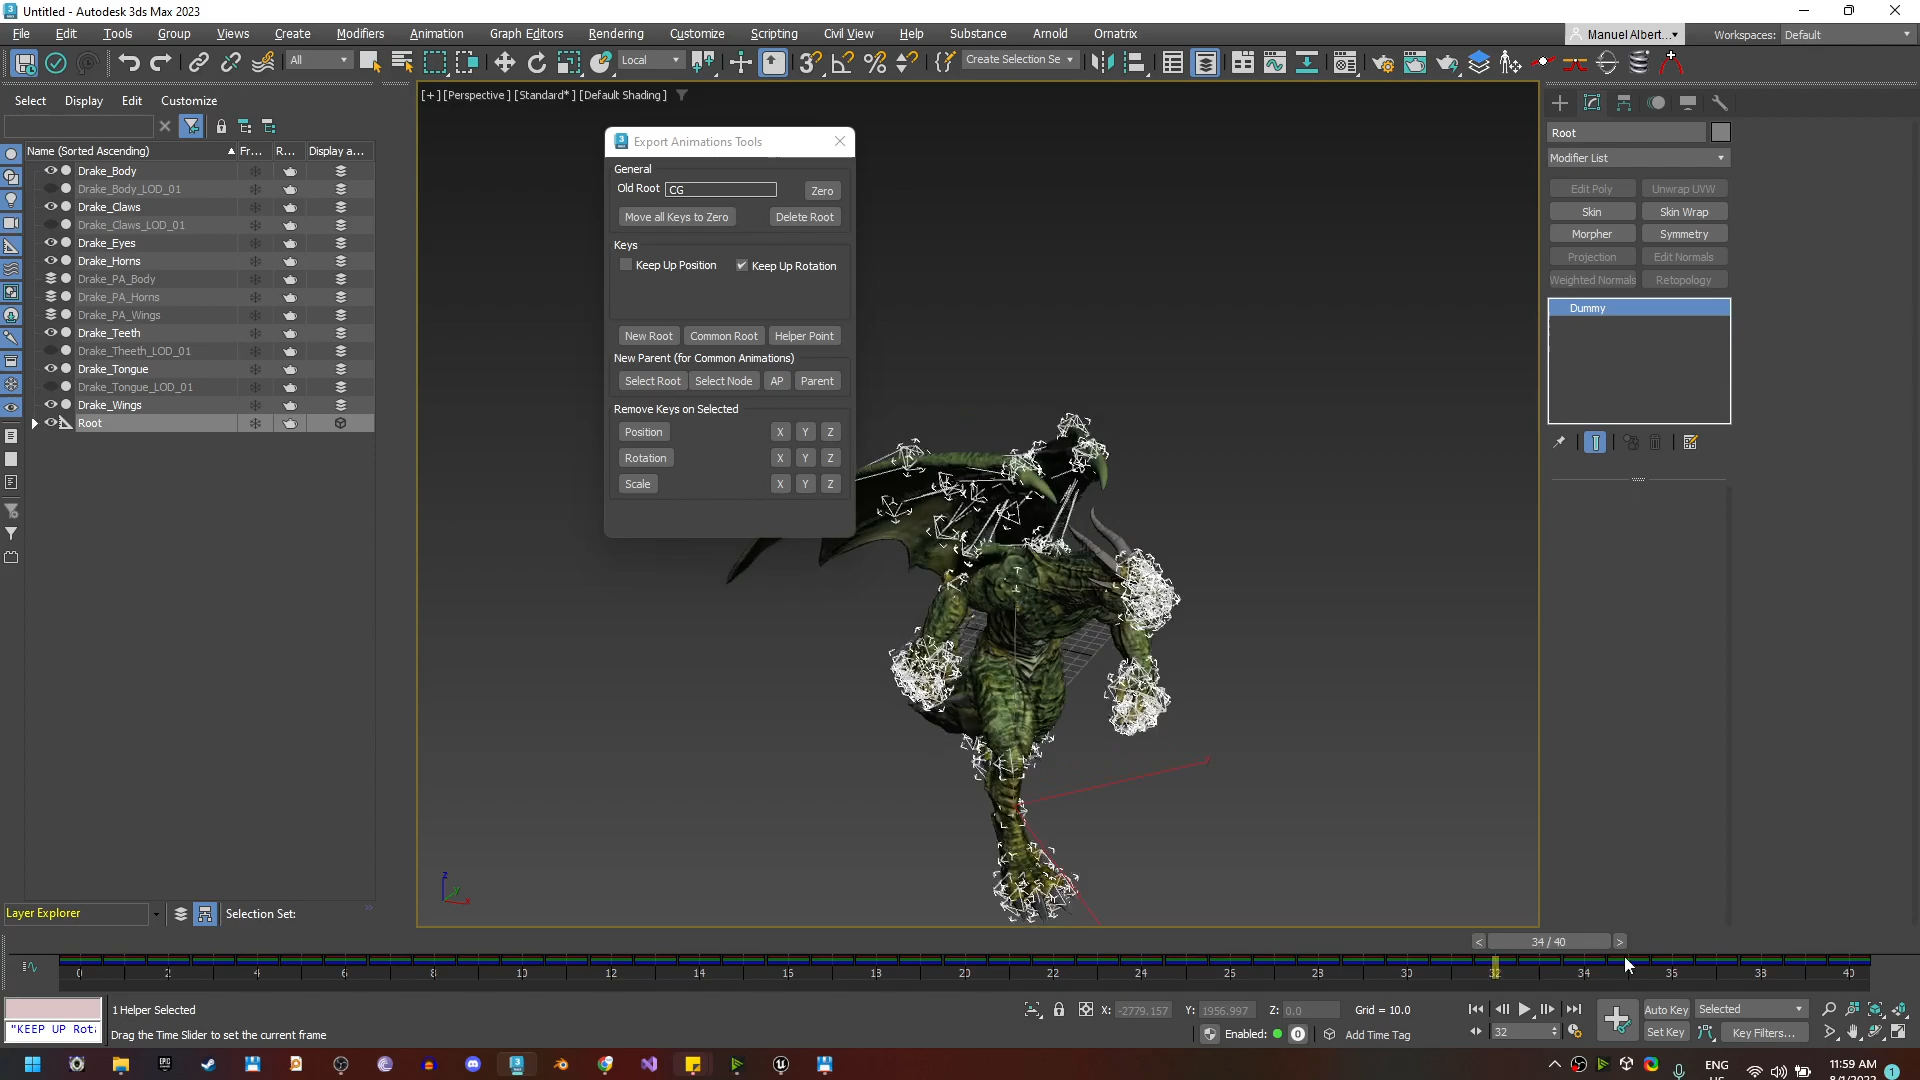 Untitled - Autodesk 3ds Max 2023
File Edit Tools Group Views Create Modifiers Animation Graph Editors Rendering Customize Scripting Civil View Help Substance Arnold Ornatrix
Manuel Albert... Workspaces: Default
All Local Create Selection Se
Select Display Edit Customize
[+] [Perspective ] [Standard* ] [Default Shading ]
Name (Sorted Ascending) Fr... R... Display a...
Drake_Body
Drake_Body_LOD_01
Drake_Claws
Drake_Claws_LOD_01
Drake_Eyes
Drake_Horns
Drake_PA_Body
Drake_PA_Horns
Drake_PA_Wings
Drake_Teeth
Drake_Theeth_LOD_01
Drake_Tongue
Drake_Tongue_LOD_01
Drake_Wings
Root
Layer Explorer Selection Set:
Export Animations Tools
General
Old Root CG Zero
Move all Keys to Zero Delete Root
Keys
Keep Up Position Keep Up Rotation
New Root Common Root Helper Point
New Parent (for Common Animations)
Select Root Select Node AP Parent
Remove Keys on Selected
Position X Y Z
Rotation X Y Z
Scale X Y Z
z y x
Root
Modifier List
Edit Poly Unwrap UVW
Skin Skin Wrap
Morpher Symmetry
Projection Edit Normals
Weighted Normals Retopology
Dummy
< 34 / 40 >
0 2 4 6 8 10 12 14 16 18 20 22 24 26 28 30 32 34 36 38 40
1 Helper Selected X: -2779.157 Y: 1956.997 Z: 0.0 Grid = 10.0 Auto Key Selected
"KEEP UP Rot Drag the Time Slider to set the current frame Enabled: 0 Add Time Tag 32 Set Key Key Filters...
ENG 11:59 AM
1